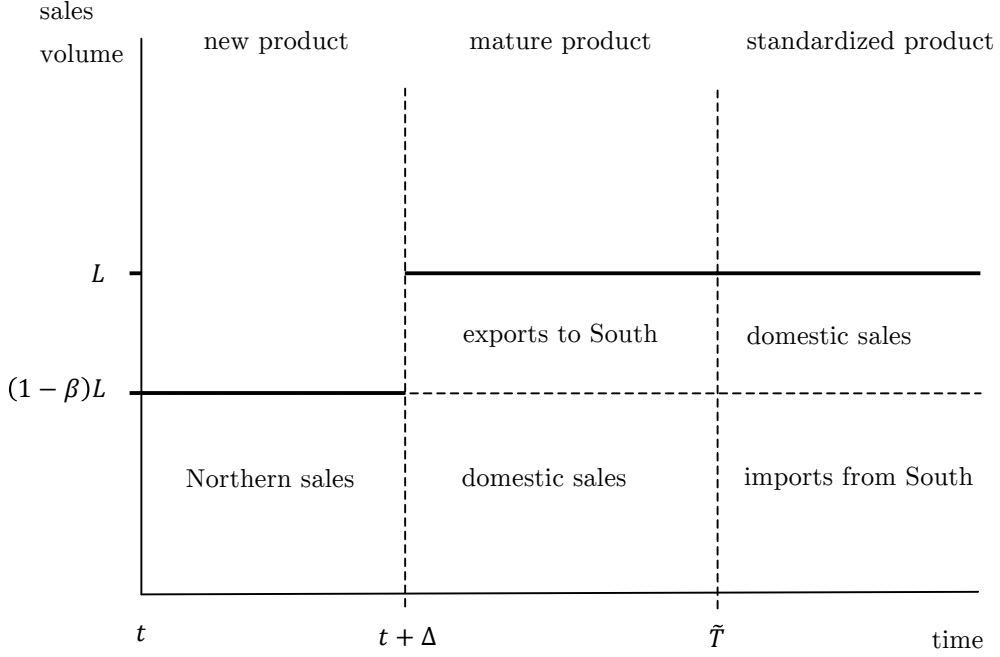 sales
volume
new product
mature product
standardized product
L
exports to South
domestic sales
(1 − β)L
Northern sales
domestic sales
imports from South
t
t + Δ
T̃
time